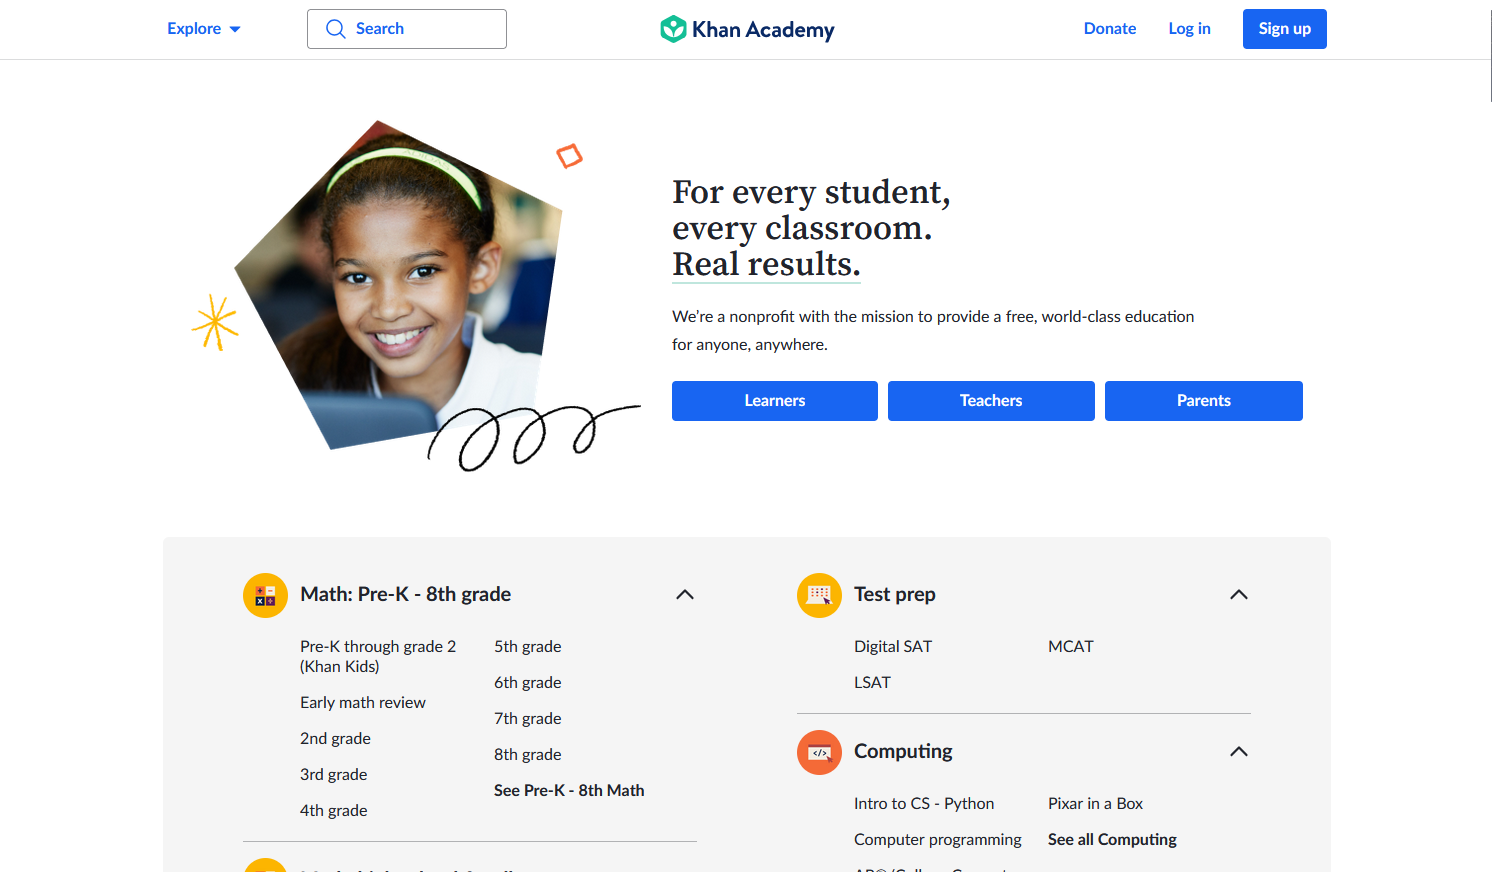 Explore
Search
Khan Academy
Donate
Log in
Sign up
For every student,
every classroom.
Real results.
We’re a nonprofit with the mission to provide a free, world-class education
for anyone, anywhere.
Learners
Teachers
Parents
Math: Pre-K - 8th grade
Pre-K through grade 2
(Khan Kids)
Early math review
2nd grade
3rd grade
4th grade
5th grade
6th grade
7th grade
8th grade
See Pre-K - 8th Math
Test prep
Digital SAT
LSAT
MCAT
Computing
Intro to CS - Python
Computer programming
Pixar in a Box
See all Computing